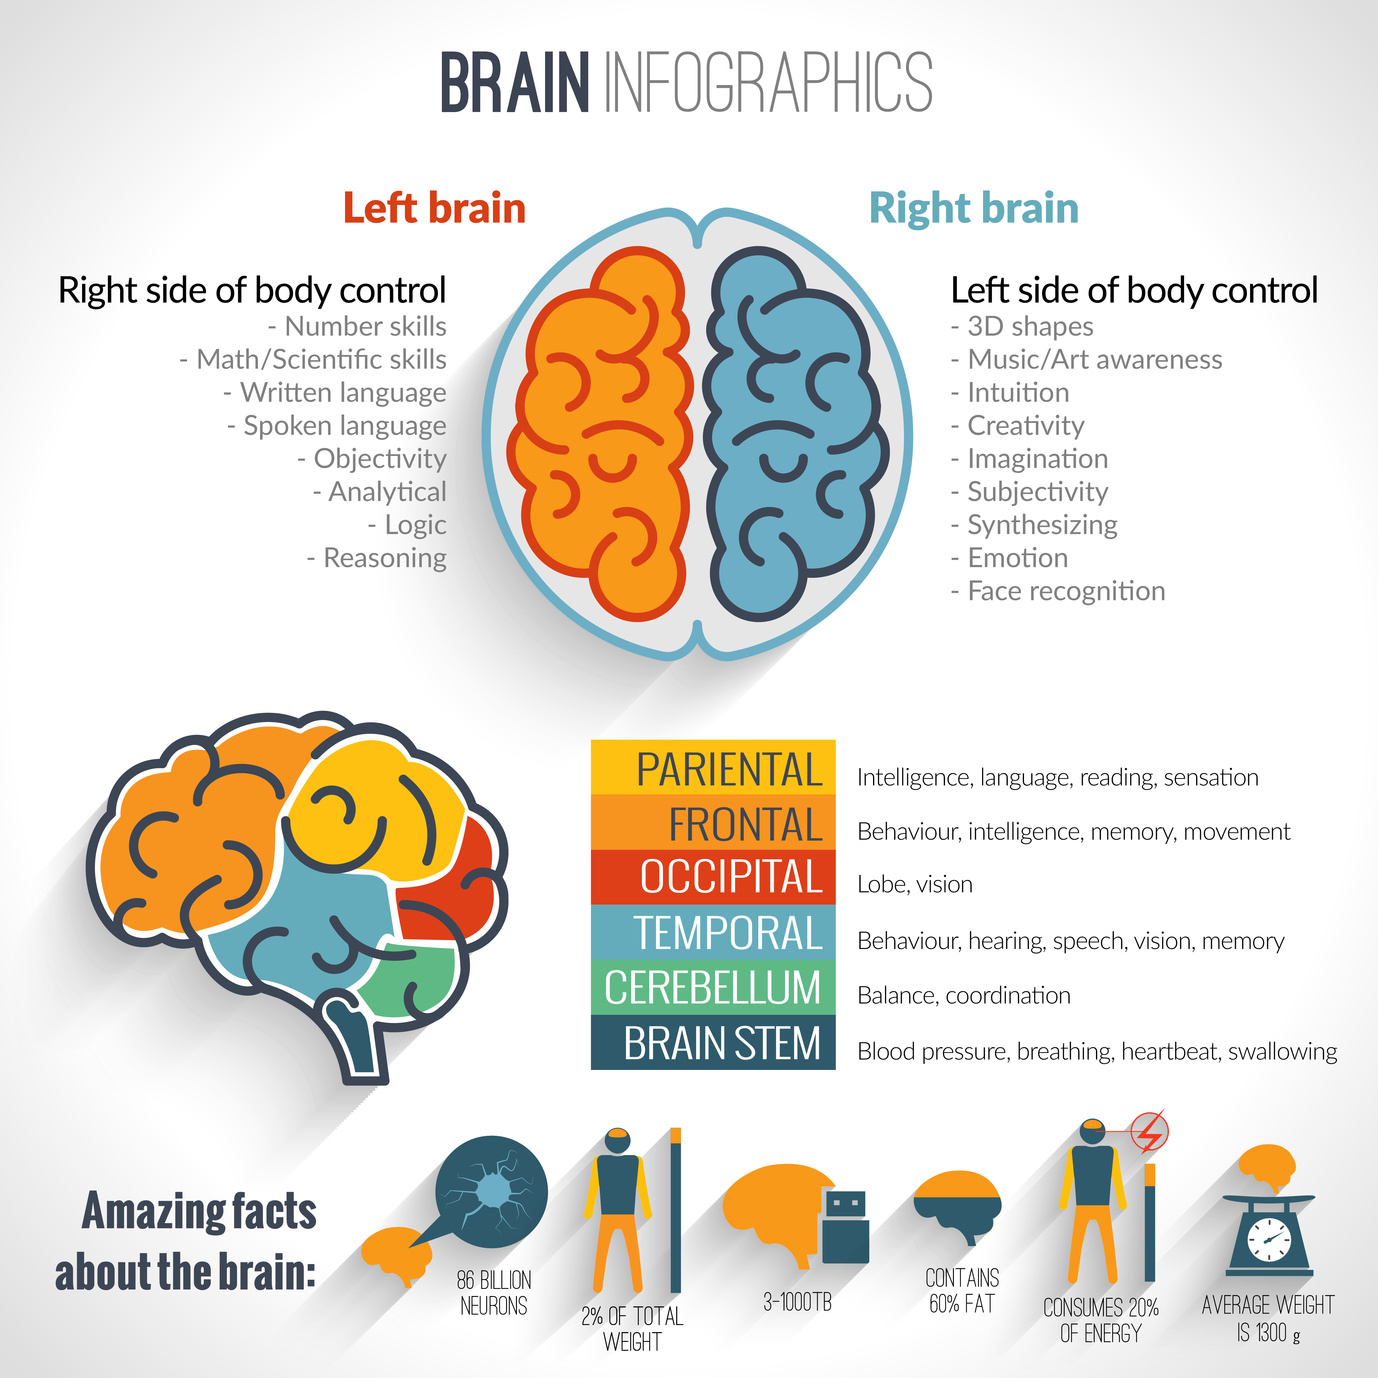 BRAIN INFOGRAPHICS
Left brain
Right side of body control
- Number skills
- Math/Scientific skills
- Written language
- Spoken language
- Objectivity
- Analytical
- Logic
- Reasoning
Right brain
Left side of body control
- 3D shapes
- Music/Art awareness
- Intuition
- Creativity
- Imagination
- Subjectivity
- Synthesizing
- Emotion
- Face recognition
PARIENTAL Intelligence, language, reading, sensation
FRONTAL Behaviour, intelligence, memory, movement
OCCIPITAL Lobe, vision
TEMPORAL Behaviour, hearing, speech, vision, memory
CEREBELLUM Balance, coordination
BRAIN STEM Blood pressure, breathing, heartbeat, swallowing
Amazing facts
about the brain:
86 BILLION
NEURONS
2% OF TOTAL
WEIGHT
3-1000TB
CONTAINS
60% FAT
CONSUMES 20%
OF ENERGY
AVERAGE WEIGHT
IS 1300 g